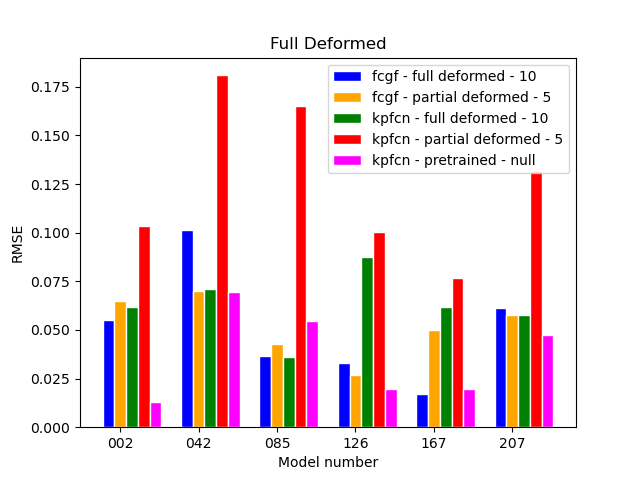 Full Deformed
fcgf - full deformed - 10
fcgf - partial deformed - 5
kpfcn - full deformed - 10
kpfcn - partial deformed - 5
kpfcn - pretrained - null
RMSE
0.175
0.150
0.125
0.100
0.075
0.050
0.025
0.000
002 042 085 126 167 207
Model number